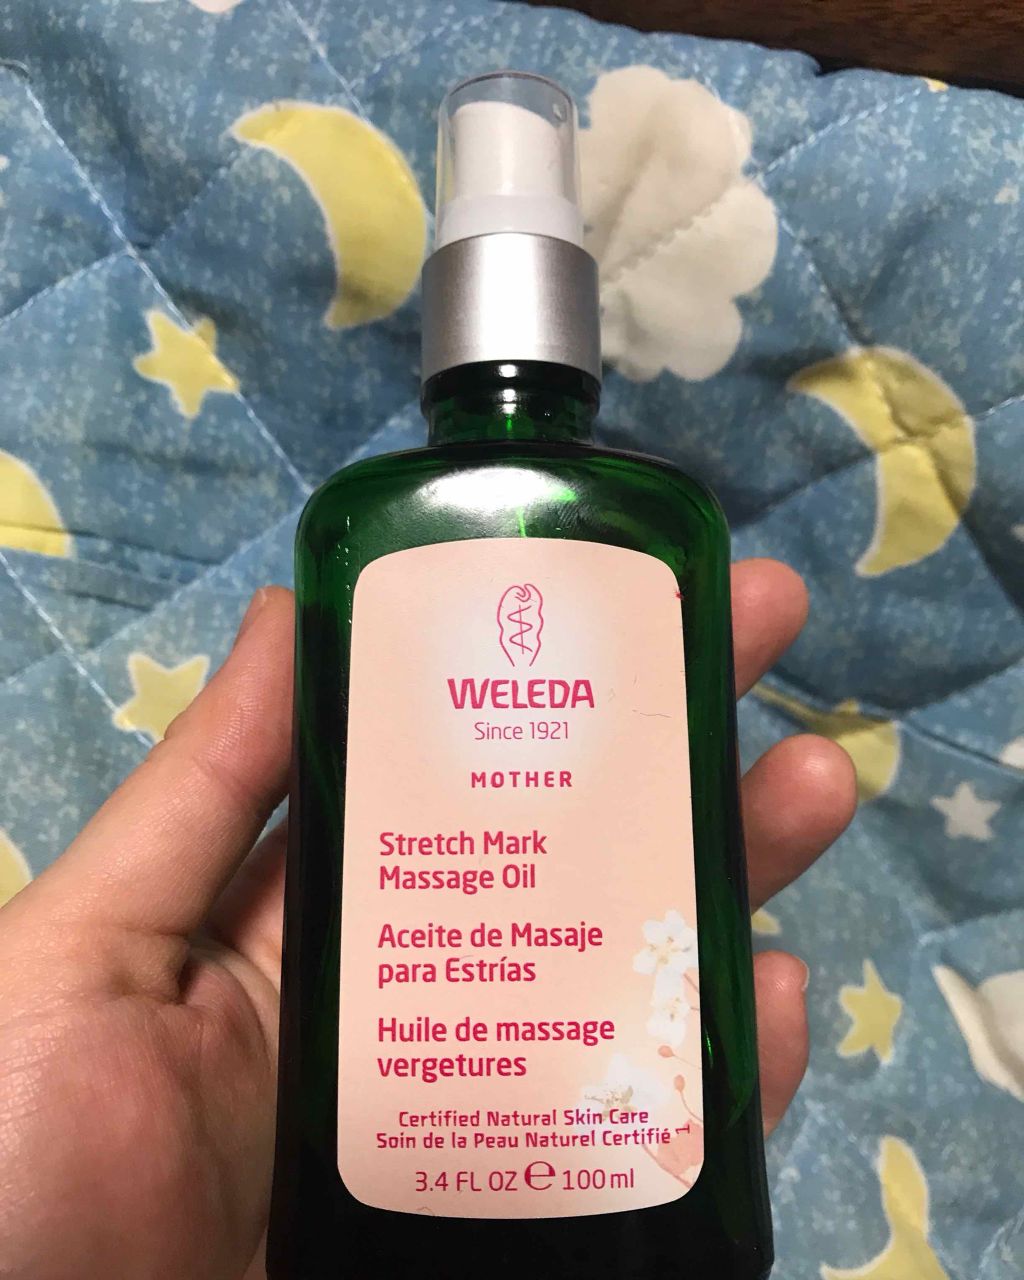 WELEDA
Since 1921
MOTHER
Stretch Mark
Massage Oil
Aceite de Masaje
para Estrías
Huile de massage
vergetures
Certified Natural Skin Care
Soin de la Peau Naturel Certifié 1
3.4 FL OZ ℮ 100 ml